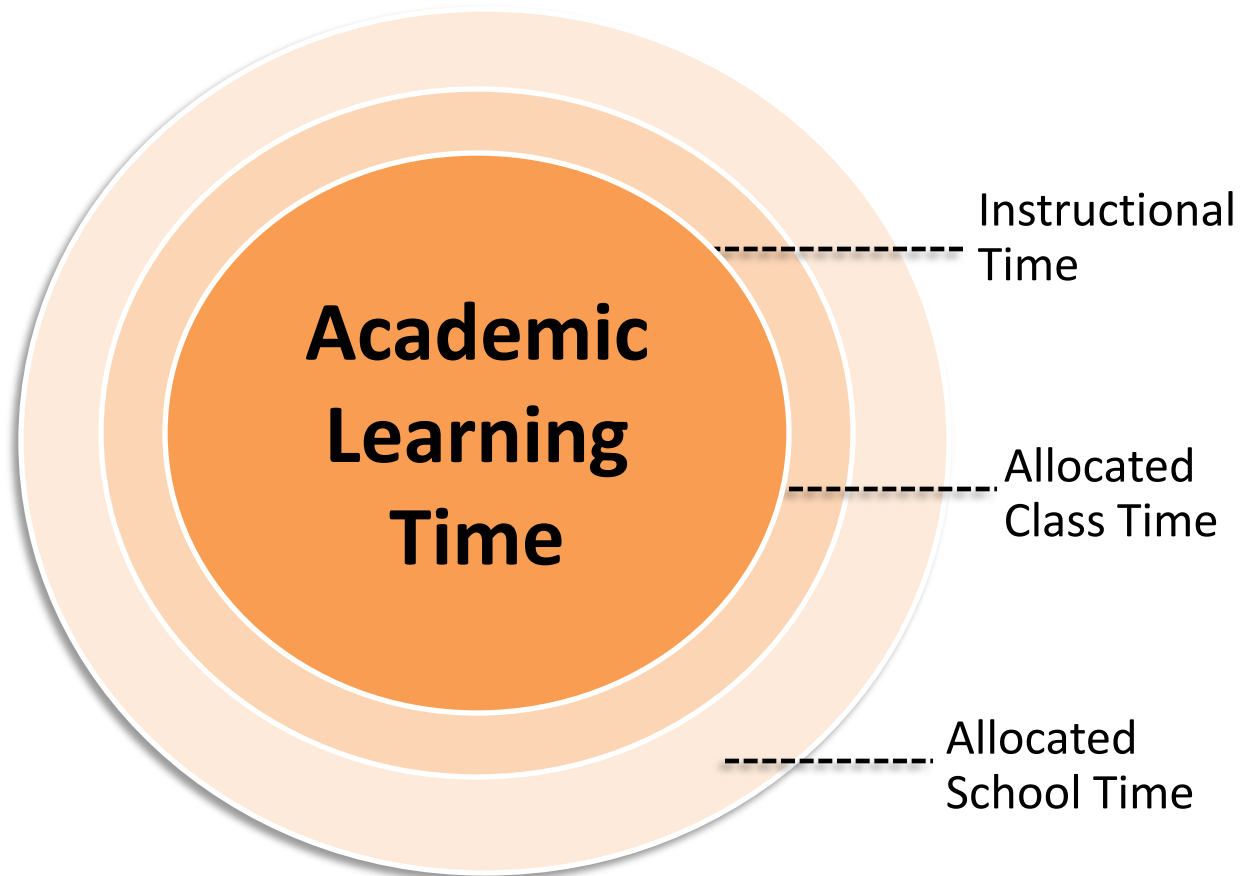 Academic
Learning
Time
Instructional
Time
Allocated
Class Time
Allocated
School Time